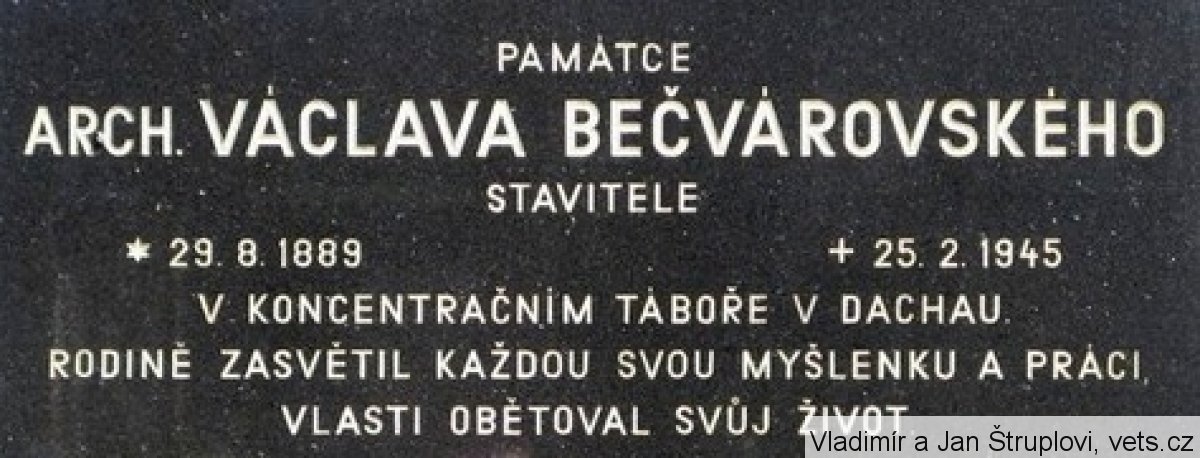 PAMÁTCE
ARCH. VÁCLAVA BEČVÁROVSKÉHO
STAVITELE
* 29. 8. 1889 + 25. 2. 1945
V KONCENTRAČNÍM TÁBOŘE V DACHAU.
RODINĚ ZASVĚTIL KAŽDOU SVOU MYŠLENKU A PRÁCI,
VLASTI OBĚTOVAL SVŮJ ŽIVOT.
Vladimír a Jan Štruplovi, vets.cz